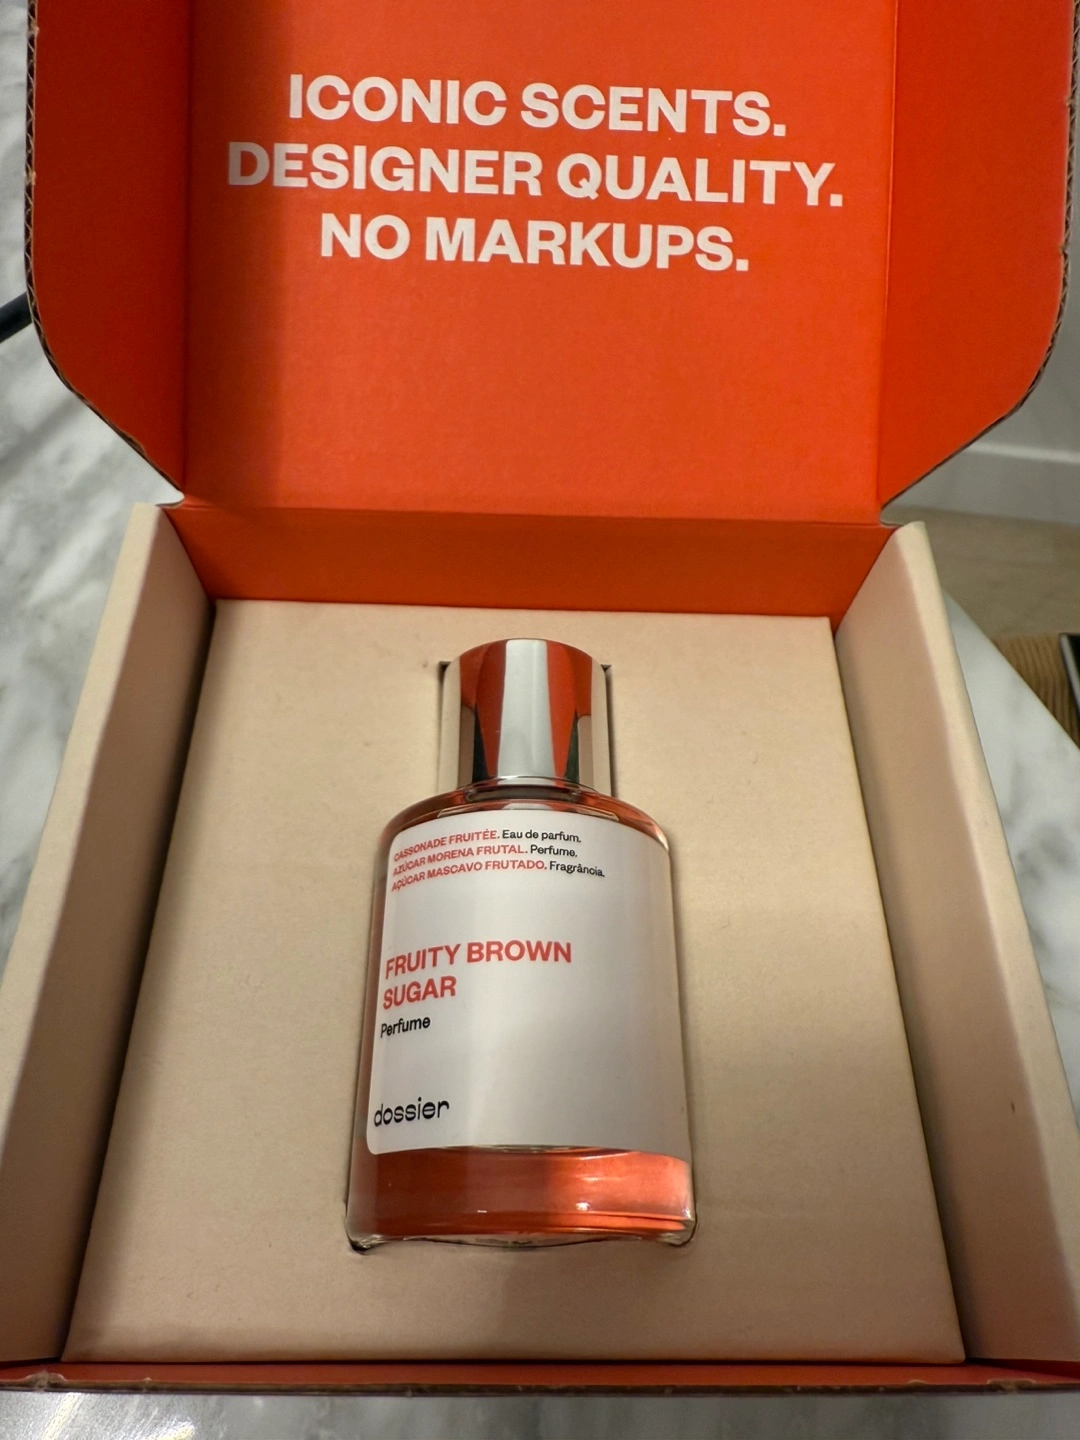 ICONIC SCENTS.
DESIGNER QUALITY.
NO MARKUPS.
CASSONADE FRUITÉE. Eau de parfum.
AZÚCAR MORENA FRUTAL. Perfume.
AÇÚCAR MASCAVO FRUTADO. Fragrância.
FRUITY BROWN
SUGAR
Perfume
dossier